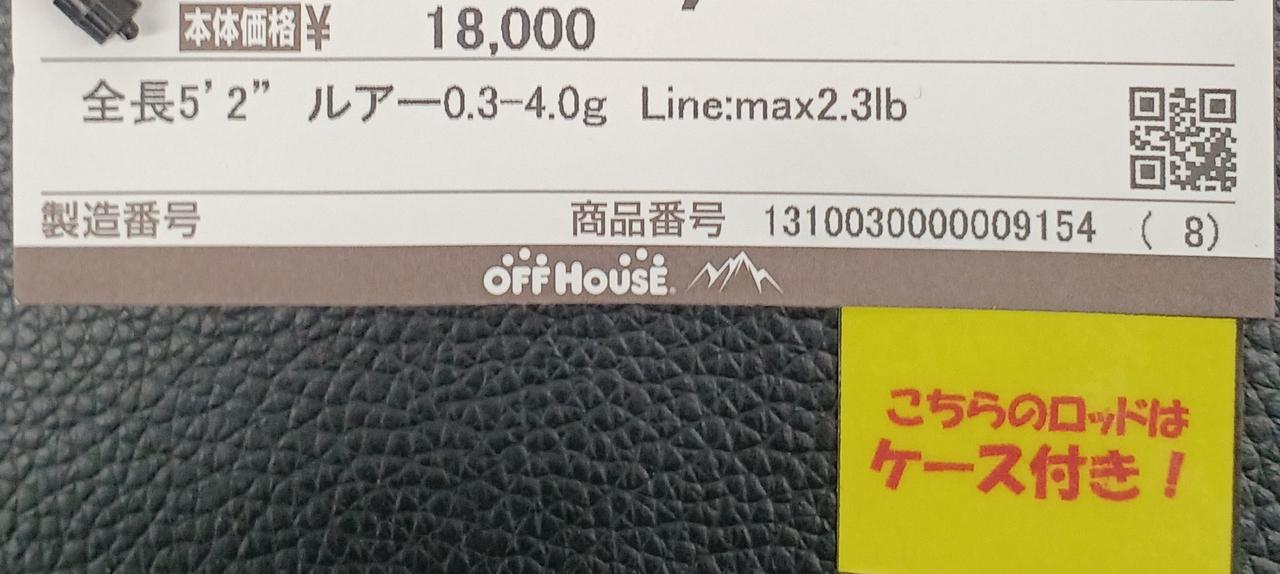 本体価格¥ 18,000
全長5’2” ルアー0.3-4.0g Line:max2.3lb
製造番号 商品番号 1310030000009154 ( 8)
OFF HOUSE
こちらのロッドは
ケース付き!